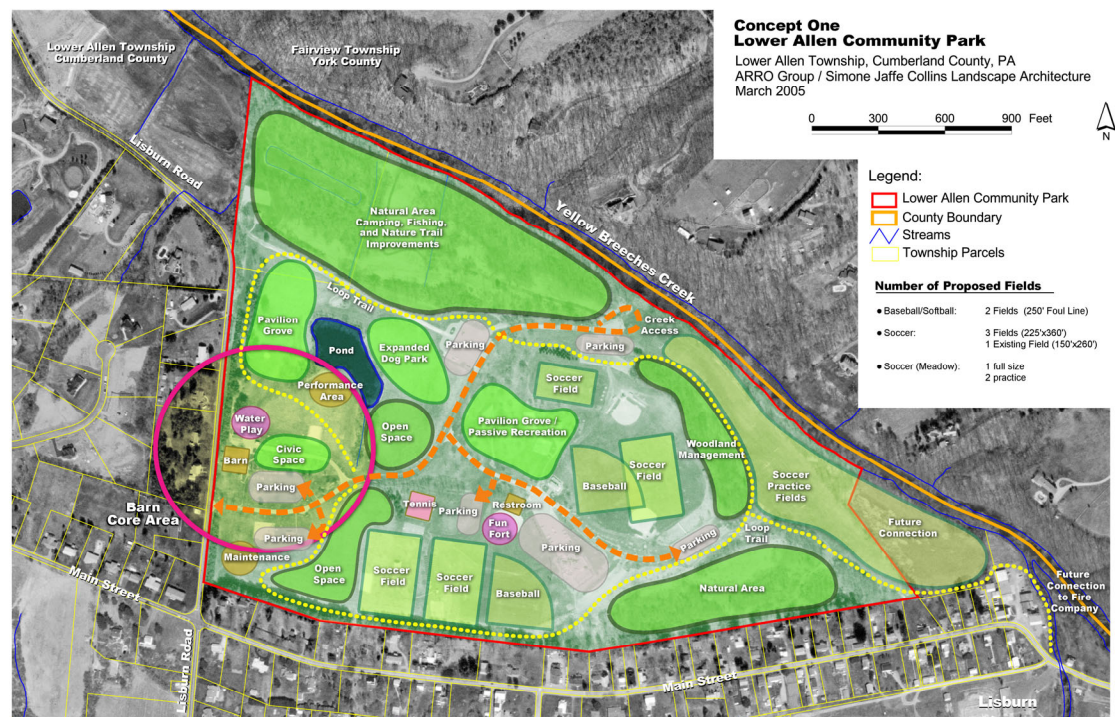 Concept One
Lower Allen Community Park
Lower Allen Township, Cumberland County, PA
ARRO Group / Simone Jaffe Collins Landscape Architecture
March 2005
0 300 600 900 Feet
N
Legend:
Lower Allen Community Park
County Boundary
Streams
Township Parcels
Number of Proposed Fields
• Baseball/Softball: 2 Fields (250' Foul Line)
• Soccer: 3 Fields (225'x360')
1 Existing Field (150'x260')
• Soccer (Meadow): 1 full size
2 practice
Lower Allen Township
Cumberland County
Fairview Township
York County
Lisburn Road
Yellow Breeches Creek
Natural Area
Camping, Fishing,
and Nature Trail
Improvements
Loop Trail
Pavilion
Grove
Pond
Expanded
Dog Park
Parking
Creek
Access
Parking
Performance
Area
Soccer
Field
Water
Play
Open
Space
Pavilion Grove /
Passive Recreation
Woodland
Management
Civic
Space
Barn
Parking
Baseball
Soccer
Field
Soccer
Practice
Fields
Barn
Core Area
Tennis
Parking
Restroom
Fun
Fort
Parking
Parking
Loop
Trail
Future
Connection
Parking
Maintenance
Open
Space
Soccer
Field
Soccer
Field
Baseball
Natural Area
Future
Connection
to Fire
Company
Main Street
Lisburn Road
Main Street
Lisburn